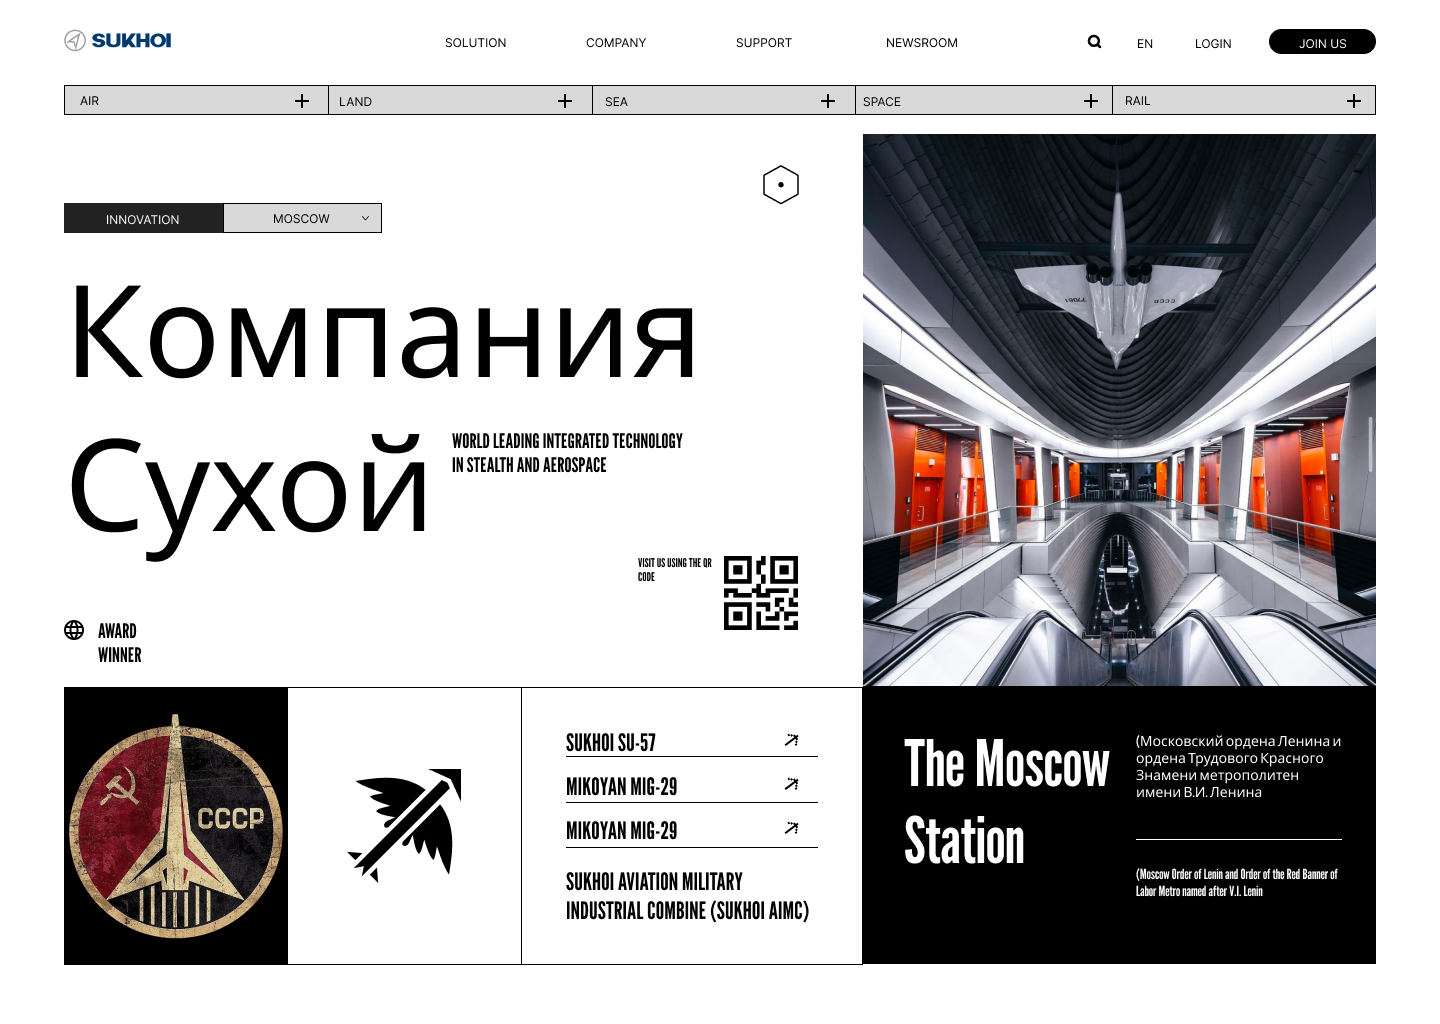 SUKHOI
SOLUTION
COMPANY
SUPPORT
NEWSROOM
EN
LOGIN
JOIN US
AIR
LAND
SEA
SPACE
RAIL
INNOVATION
MOSCOW
Компания
Сухой
WORLD LEADING INTEGRATED TECHNOLOGY
IN STEALTH AND AEROSPACE
VISIT US USING THE QR
CODE
AWARD
WINNER
77061
СССР
СССР
SUKHOI SU-57
MIKOYAN MIG-29
MIKOYAN MIG-29
SUKHOI AVIATION MILITARY
INDUSTRIAL COMBINE (SUKHOI AIMC)
The Moscow
Station
(Московский ордена Ленина и
ордена Трудового Красного
Знамени метрополитен
имени В.И. Ленина
(Moscow Order of Lenin and Order of the Red Banner of
Labor Metro named after V.I. Lenin